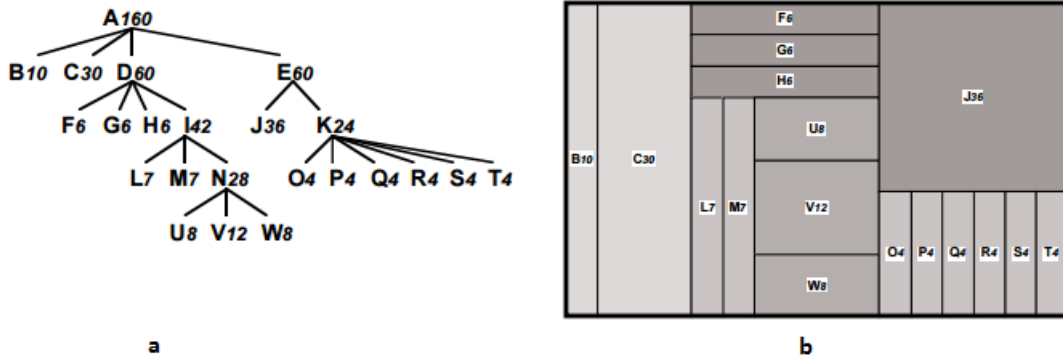 A160
B10 C30 D60 E60
F6 G6 H6 I42 J36 K24
L7 M7 N28 O4 P4 Q4 R4 S4 T4
U8 V12 W8
a
F6
G6
H6
J36
U8
B10 C30
L7 M7 V12
O4 P4 Q4 R4 S4 T4
W8
b